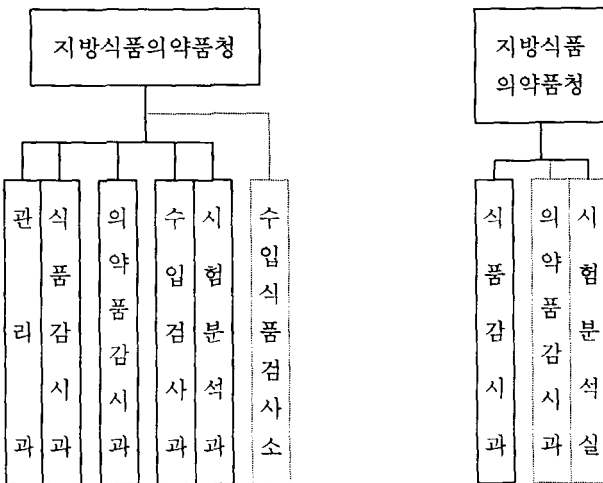 지방식품의약품청
관리과
식품감시과
의약품감시과
수입검사과
시험분석과
수입식품검사소
지방식품
의약품청
식품감시과
의약품감시과
시험분석실